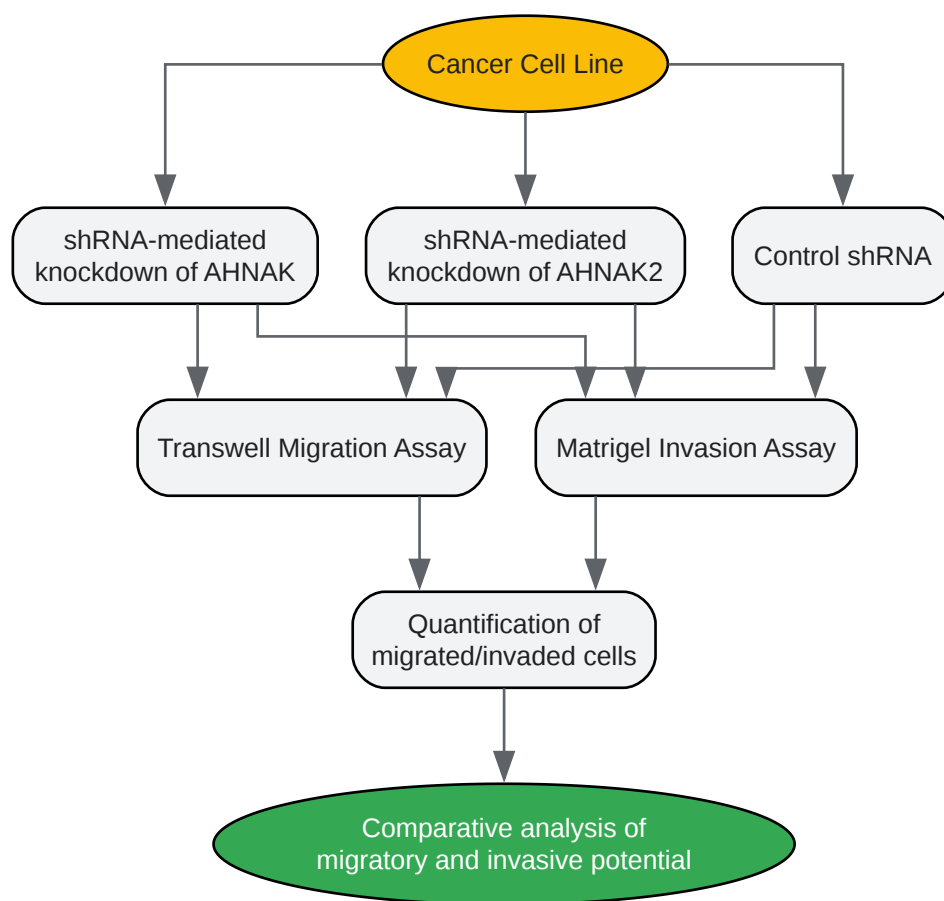 Cancer Cell Line
shRNA-mediated
knockdown of AHNAK
shRNA-mediated
knockdown of AHNAK2
Control shRNA
Transwell Migration Assay
Matrigel Invasion Assay
Quantification of
migrated/invaded cells
Comparative analysis of
migratory and invasive potential